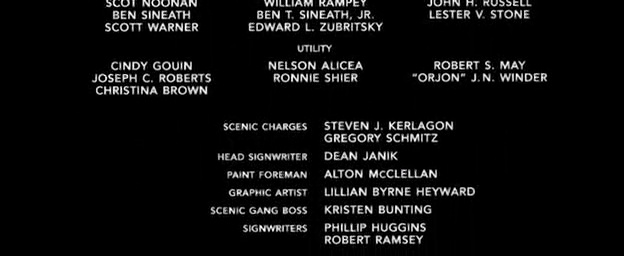 SCOT NOONAN WILLIAM RAMPEY JOHN H. RUSSELL
BEN SINEATH BEN T. SINEATH, JR. LESTER V. STONE
SCOTT WARNER EDWARD L. ZUBRITSKY
UTILITY
CINDY GOUIN NELSON ALICEA ROBERT S. MAY
JOSEPH C. ROBERTS RONNIE SHIER "ORJON" J.N. WINDER
CHRISTINA BROWN
SCENIC CHARGES STEVEN J. KERLAGON
GREGORY SCHMITZ
HEAD SIGNWRITER DEAN JANIK
PAINT FOREMAN ALTON McCLELLAN
GRAPHIC ARTIST LILLIAN BYRNE HEYWARD
SCENIC GANG BOSS KRISTEN BUNTING
SIGNWRITERS PHILLIP HUGGINS
ROBERT RAMSEY